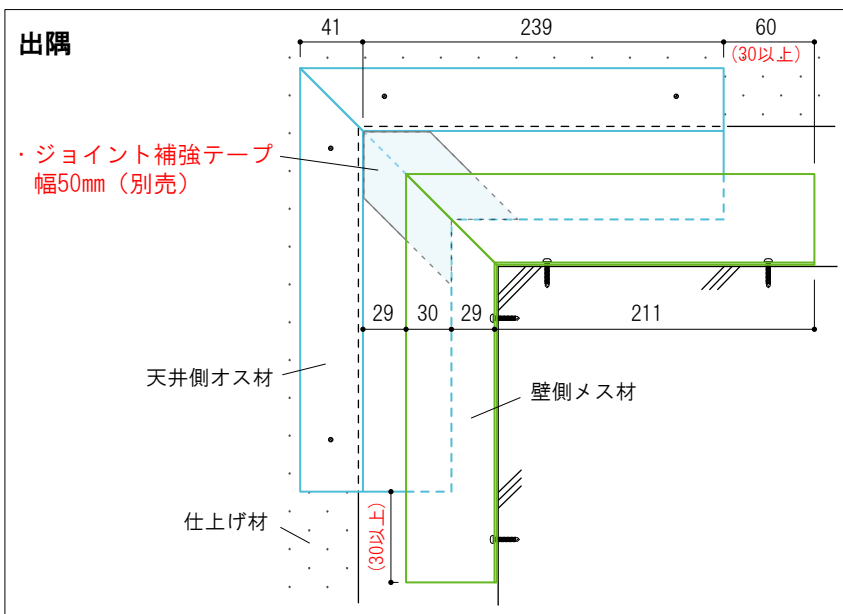 出隅
41
239
60
(30以上)
・ジョイント補強テープ
幅50㎜（別売）
29
30
29
211
天井側オス材
壁側メス材
仕上げ材
(30以上)